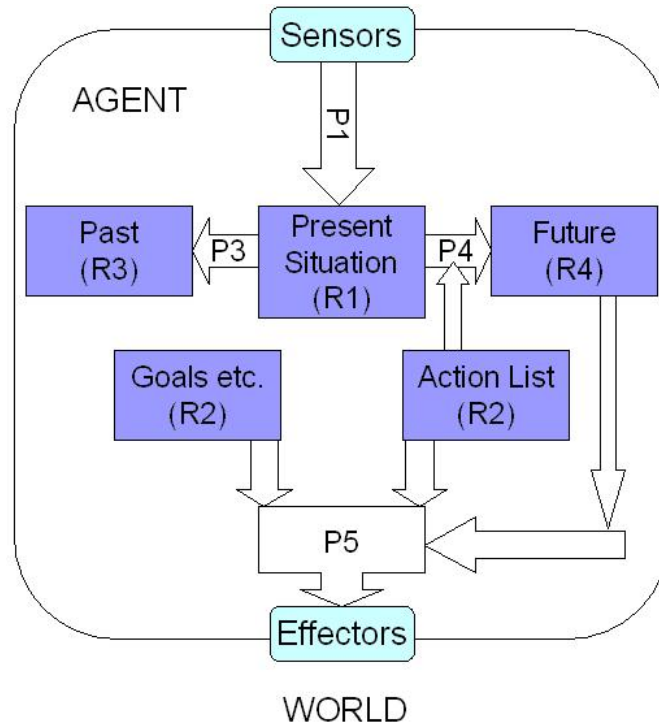 Sensors
AGENT
P1
Past
(R3)
P3
Present
Situation
(R1)
P4
Future
(R4)
Goals etc.
(R2)
Action List
(R2)
P5
Effectors
WORLD